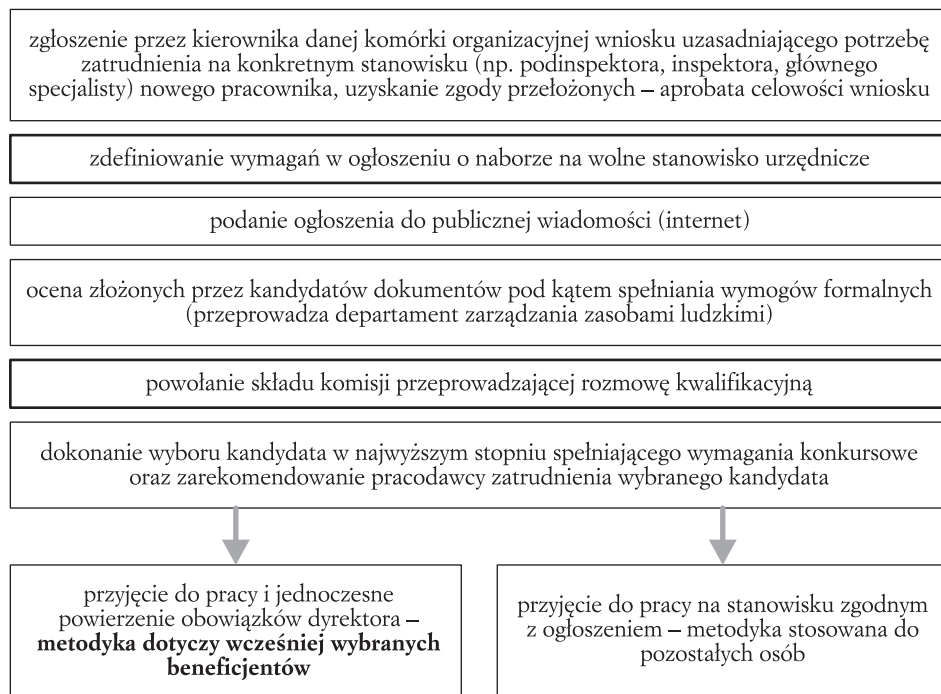 zgłoszenie przez kierownika danej komórki organizacyjnej wniosku uzasadniającego potrzebę
zatrudnienia na konkretnym stanowisku (np. podinspektora, inspektora, głównego
specjalisty) nowego pracownika, uzyskanie zgody przełożonych – aprobata celowości wniosku
zdefiniowanie wymagań w ogłoszeniu o naborze na wolne stanowisko urzędnicze
podanie ogłoszenia do publicznej wiadomości (internet)
ocena złożonych przez kandydatów dokumentów pod kątem spełniania wymogów formalnych
(przeprowadza departament zarządzania zasobami ludzkimi)
powołanie składu komisji przeprowadzającej rozmowę kwalifikacyjną
dokonanie wyboru kandydata w najwyższym stopniu spełniającego wymagania konkursowe
oraz zarekomendowanie pracodawcy zatrudnienia wybranego kandydata
przyjęcie do pracy i jednoczesne
powierzenie obowiązków dyrektora –
metodyka dotyczy wcześniej wybranych
beneficjentów
przyjęcie do pracy na stanowisku zgodnym
z ogłoszeniem – metodyka stosowana do
pozostałych osób